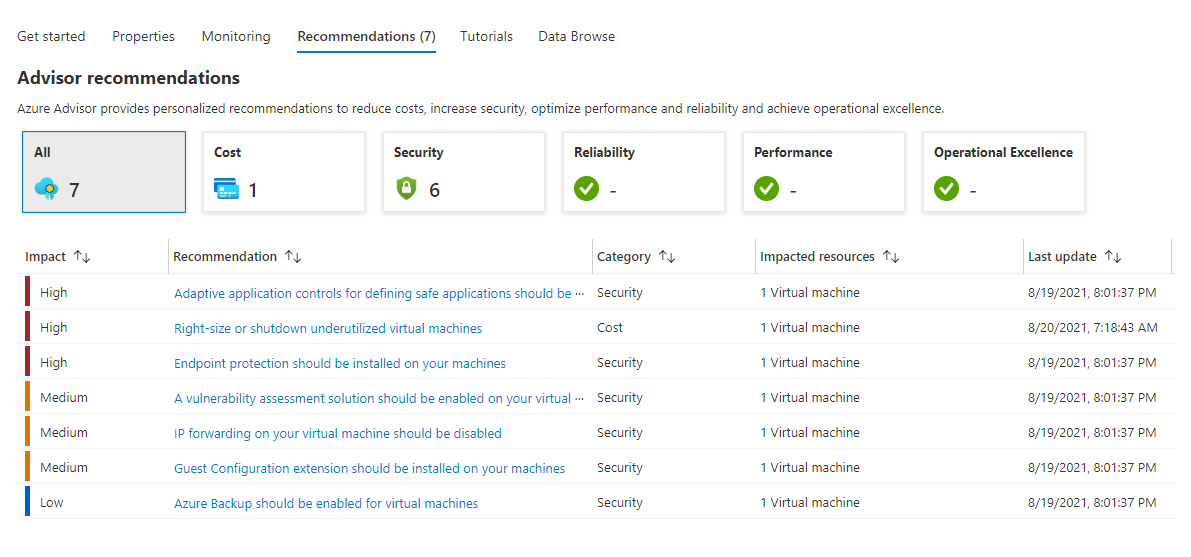 Get started Properties Monitoring Recommendations (7) Tutorials Data Browse
Advisor recommendations
Azure Advisor provides personalized recommendations to reduce costs, increase security, optimize performance and reliability and achieve operational excellence.
All Cost Security Reliability Performance Operational Excellence
7 1 6 - - -
Impact Recommendation Category Impacted resources Last update
High Adaptive application controls for defining safe applications should be ... Security 1 Virtual machine 8/19/2021, 8:01:37 PM
High Right-size or shutdown underutilized virtual machines Cost 1 Virtual machine 8/20/2021, 7:18:43 AM
High Endpoint protection should be installed on your machines Security 1 Virtual machine 8/19/2021, 8:01:37 PM
Medium A vulnerability assessment solution should be enabled on your virtual ... Security 1 Virtual machine 8/19/2021, 8:01:37 PM
Medium IP forwarding on your virtual machine should be disabled Security 1 Virtual machine 8/19/2021, 8:01:37 PM
Medium Guest Configuration extension should be installed on your machines Security 1 Virtual machine 8/19/2021, 8:01:37 PM
Low Azure Backup should be enabled for virtual machines Security 1 Virtual machine 8/19/2021, 8:01:37 PM